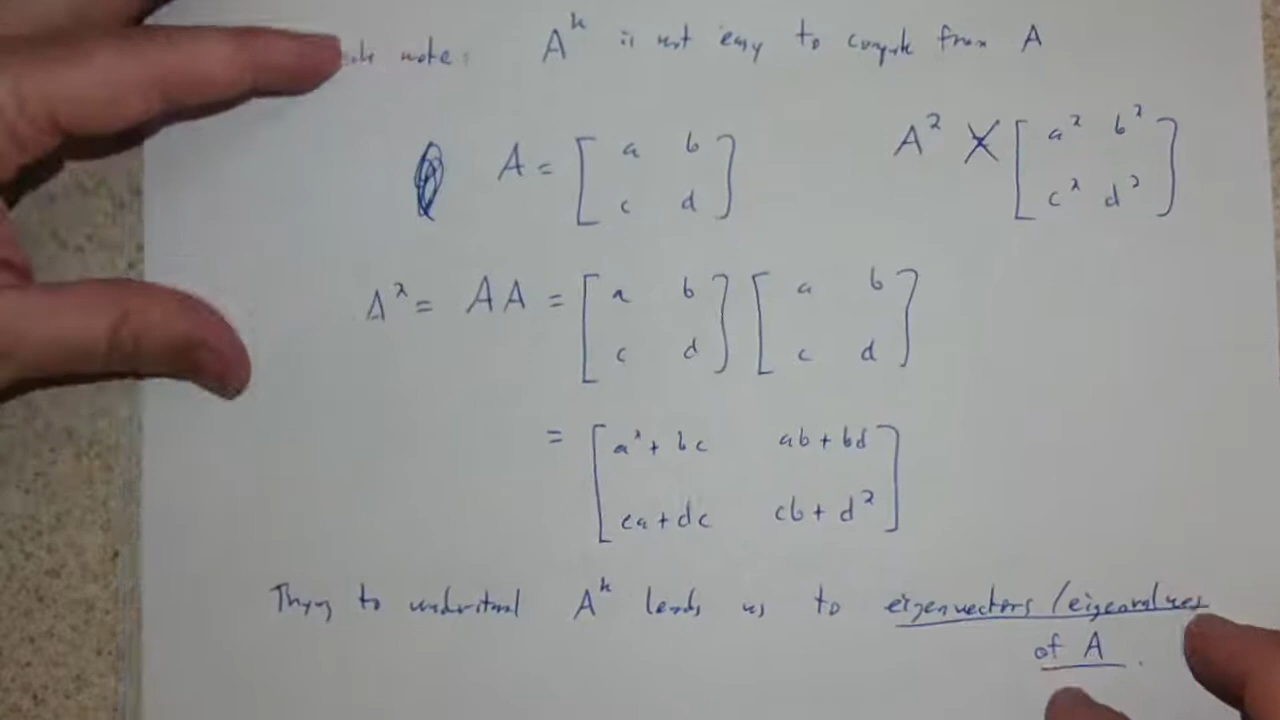 note: A^k is not easy to compute from A
A = [ a b
c d ]
A^2 ≠ [ a^2 b^2
c^2 d^2 ]
A^2 = AA = [ a b
c d ] [ a b
c d ]
= [ a^2 + bc ab + bd
ca + dc cb + d^2 ]
Trying to understand A^k leads us to eigenvectors/eigenvalues
of A.